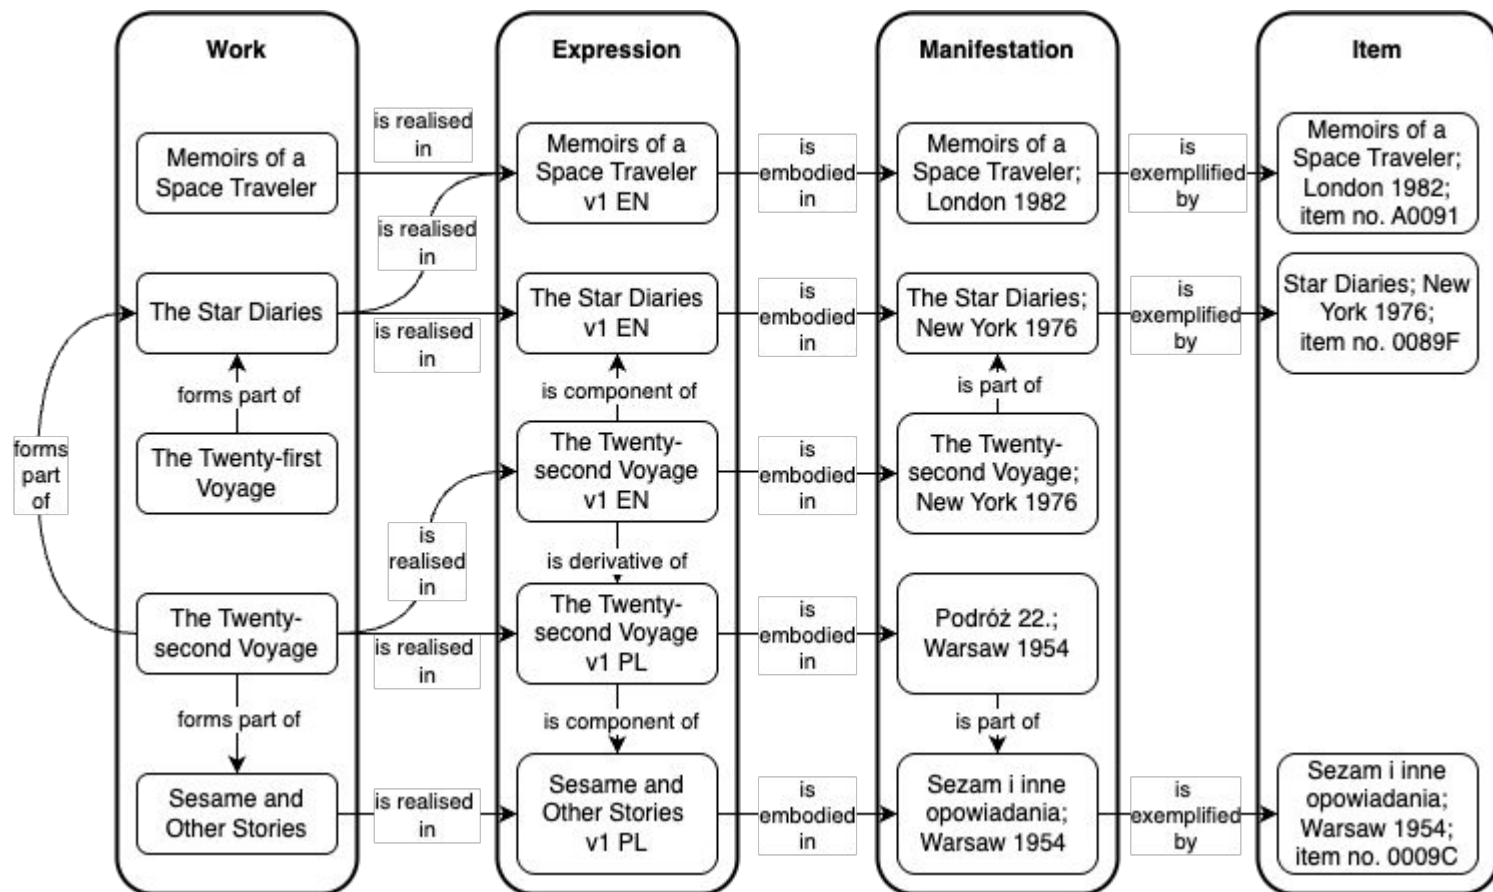 Work
Expression
Manifestation
Item
Memoirs of a
Space Traveler
is realised
in
Memoirs of a
Space Traveler
v1 EN
is
embodied
in
Memoirs of a
Space Traveler;
London 1982
is
exempllified
by
Memoirs of a
Space Traveler;
London 1982;
item no. A0091
is realised
in
The Star Diaries
is realised
in
The Star Diaries
v1 EN
is
embodied
in
The Star Diaries;
New York 1976
is
exemplified
by
Star Diaries; New
York 1976;
item no. 0089F
forms part of
is component of
is part of
forms
part
of
The Twenty-first
Voyage
The Twenty-
second Voyage
v1 EN
is
embodied
in
The Twenty-
second Voyage;
New York 1976
is
realised
in
is derivative of
The Twenty-
second Voyage
is realised
in
The Twenty-
second Voyage
v1 PL
is
embodied
in
Podróż 22.;
Warsaw 1954
forms part of
is component of
is part of
Sesame and
Other Stories
is realised
in
Sesame and
Other Stories
v1 PL
is
embodied
in
Sezam i inne
opowiadania;
Warsaw 1954
is
exemplified
by
Sezam i inne
opowiadania;
Warsaw 1954;
item no. 0009C